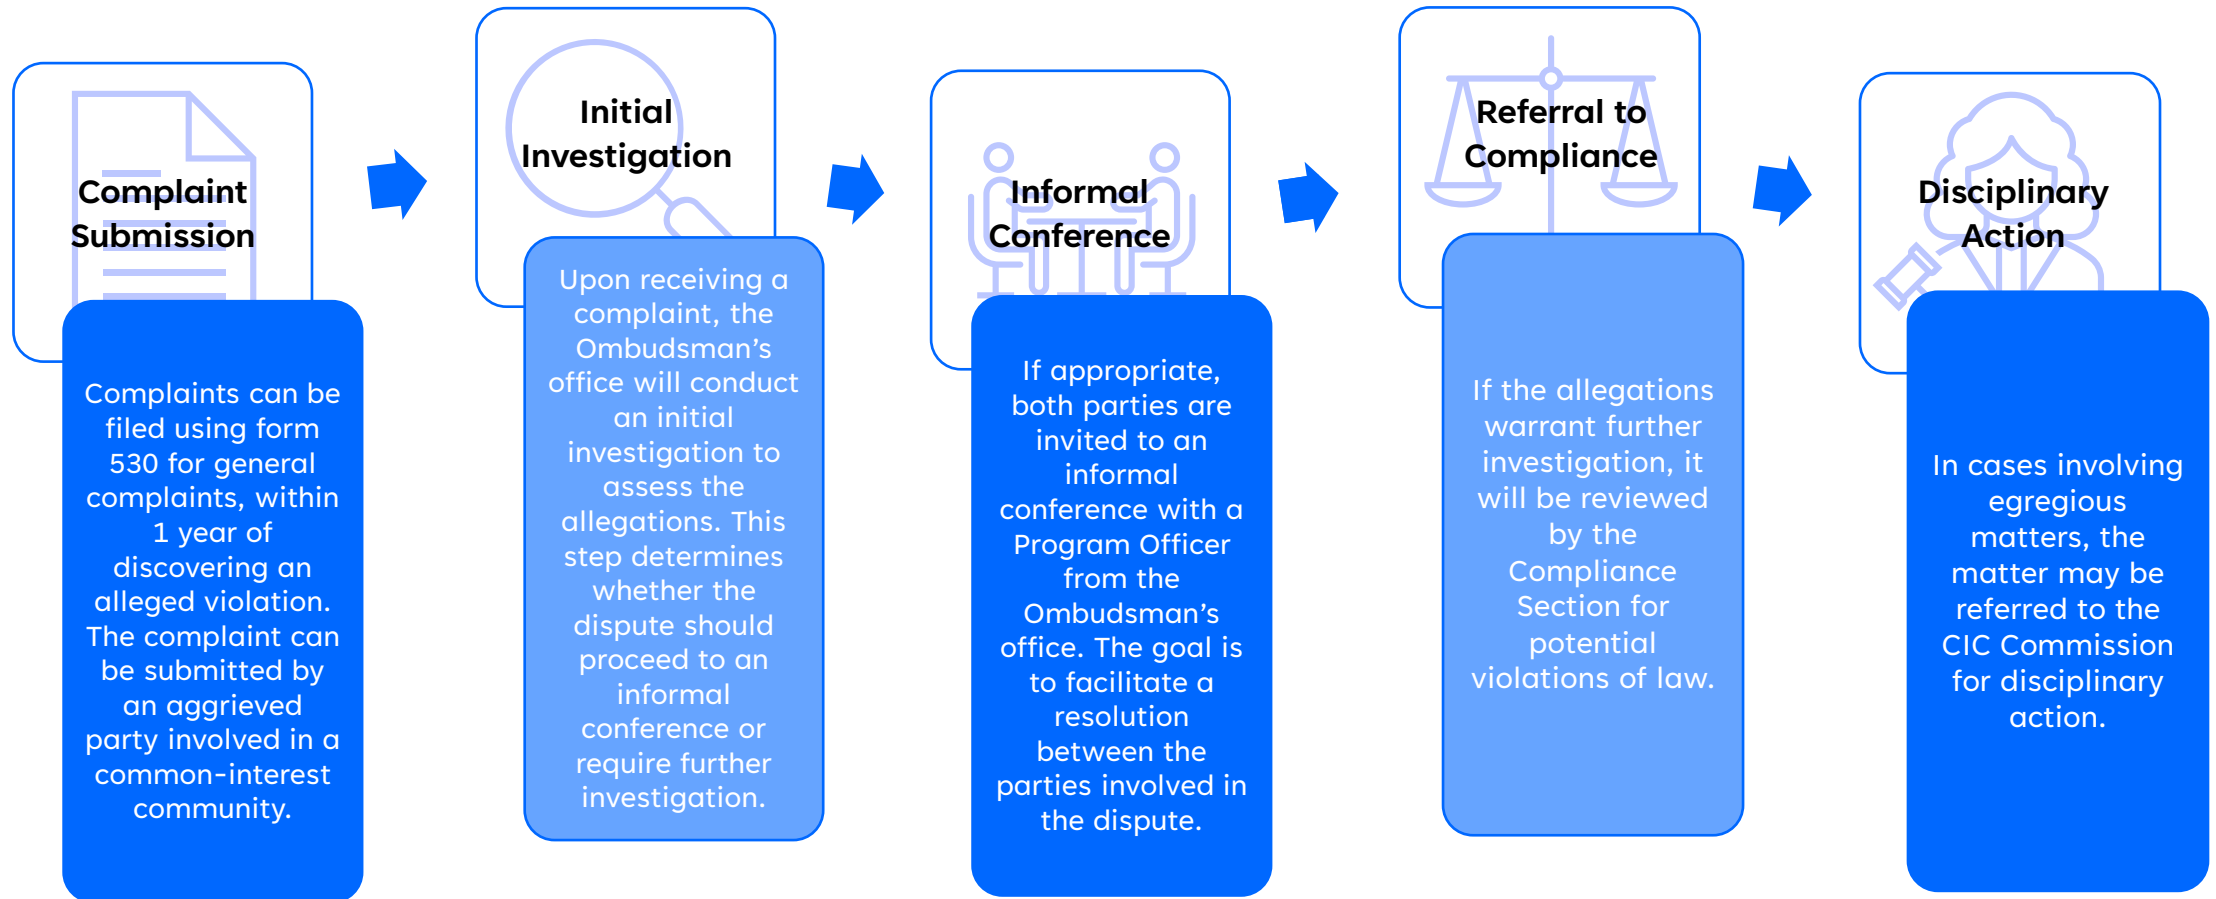 Complaint
Submission
Complaints can be
filed using form
530 for general
complaints, within
1 year of
discovering an
alleged violation.
The complaint can
be submitted by
an aggrieved
party involved in a
common-interest
community.
Initial
Investigation
Upon receiving a
complaint, the
Ombudsman’s
office will conduct
an initial
investigation to
assess the
allegations. This
step determines
whether the
dispute should
proceed to an
informal
conference or
require further
investigation.
Informal
Conference
If appropriate,
both parties are
invited to an
informal
conference with a
Program Officer
from the
Ombudsman’s
office. The goal is
to facilitate a
resolution
between the
parties involved in
the dispute.
Referral to
Compliance
If the allegations
warrant further
investigation, it
will be reviewed
by the
Compliance
Section for
potential
violations of law.
Disciplinary
Action
In cases involving
egregious
matters, the
matter may be
referred to the
CIC Commission
for disciplinary
action.